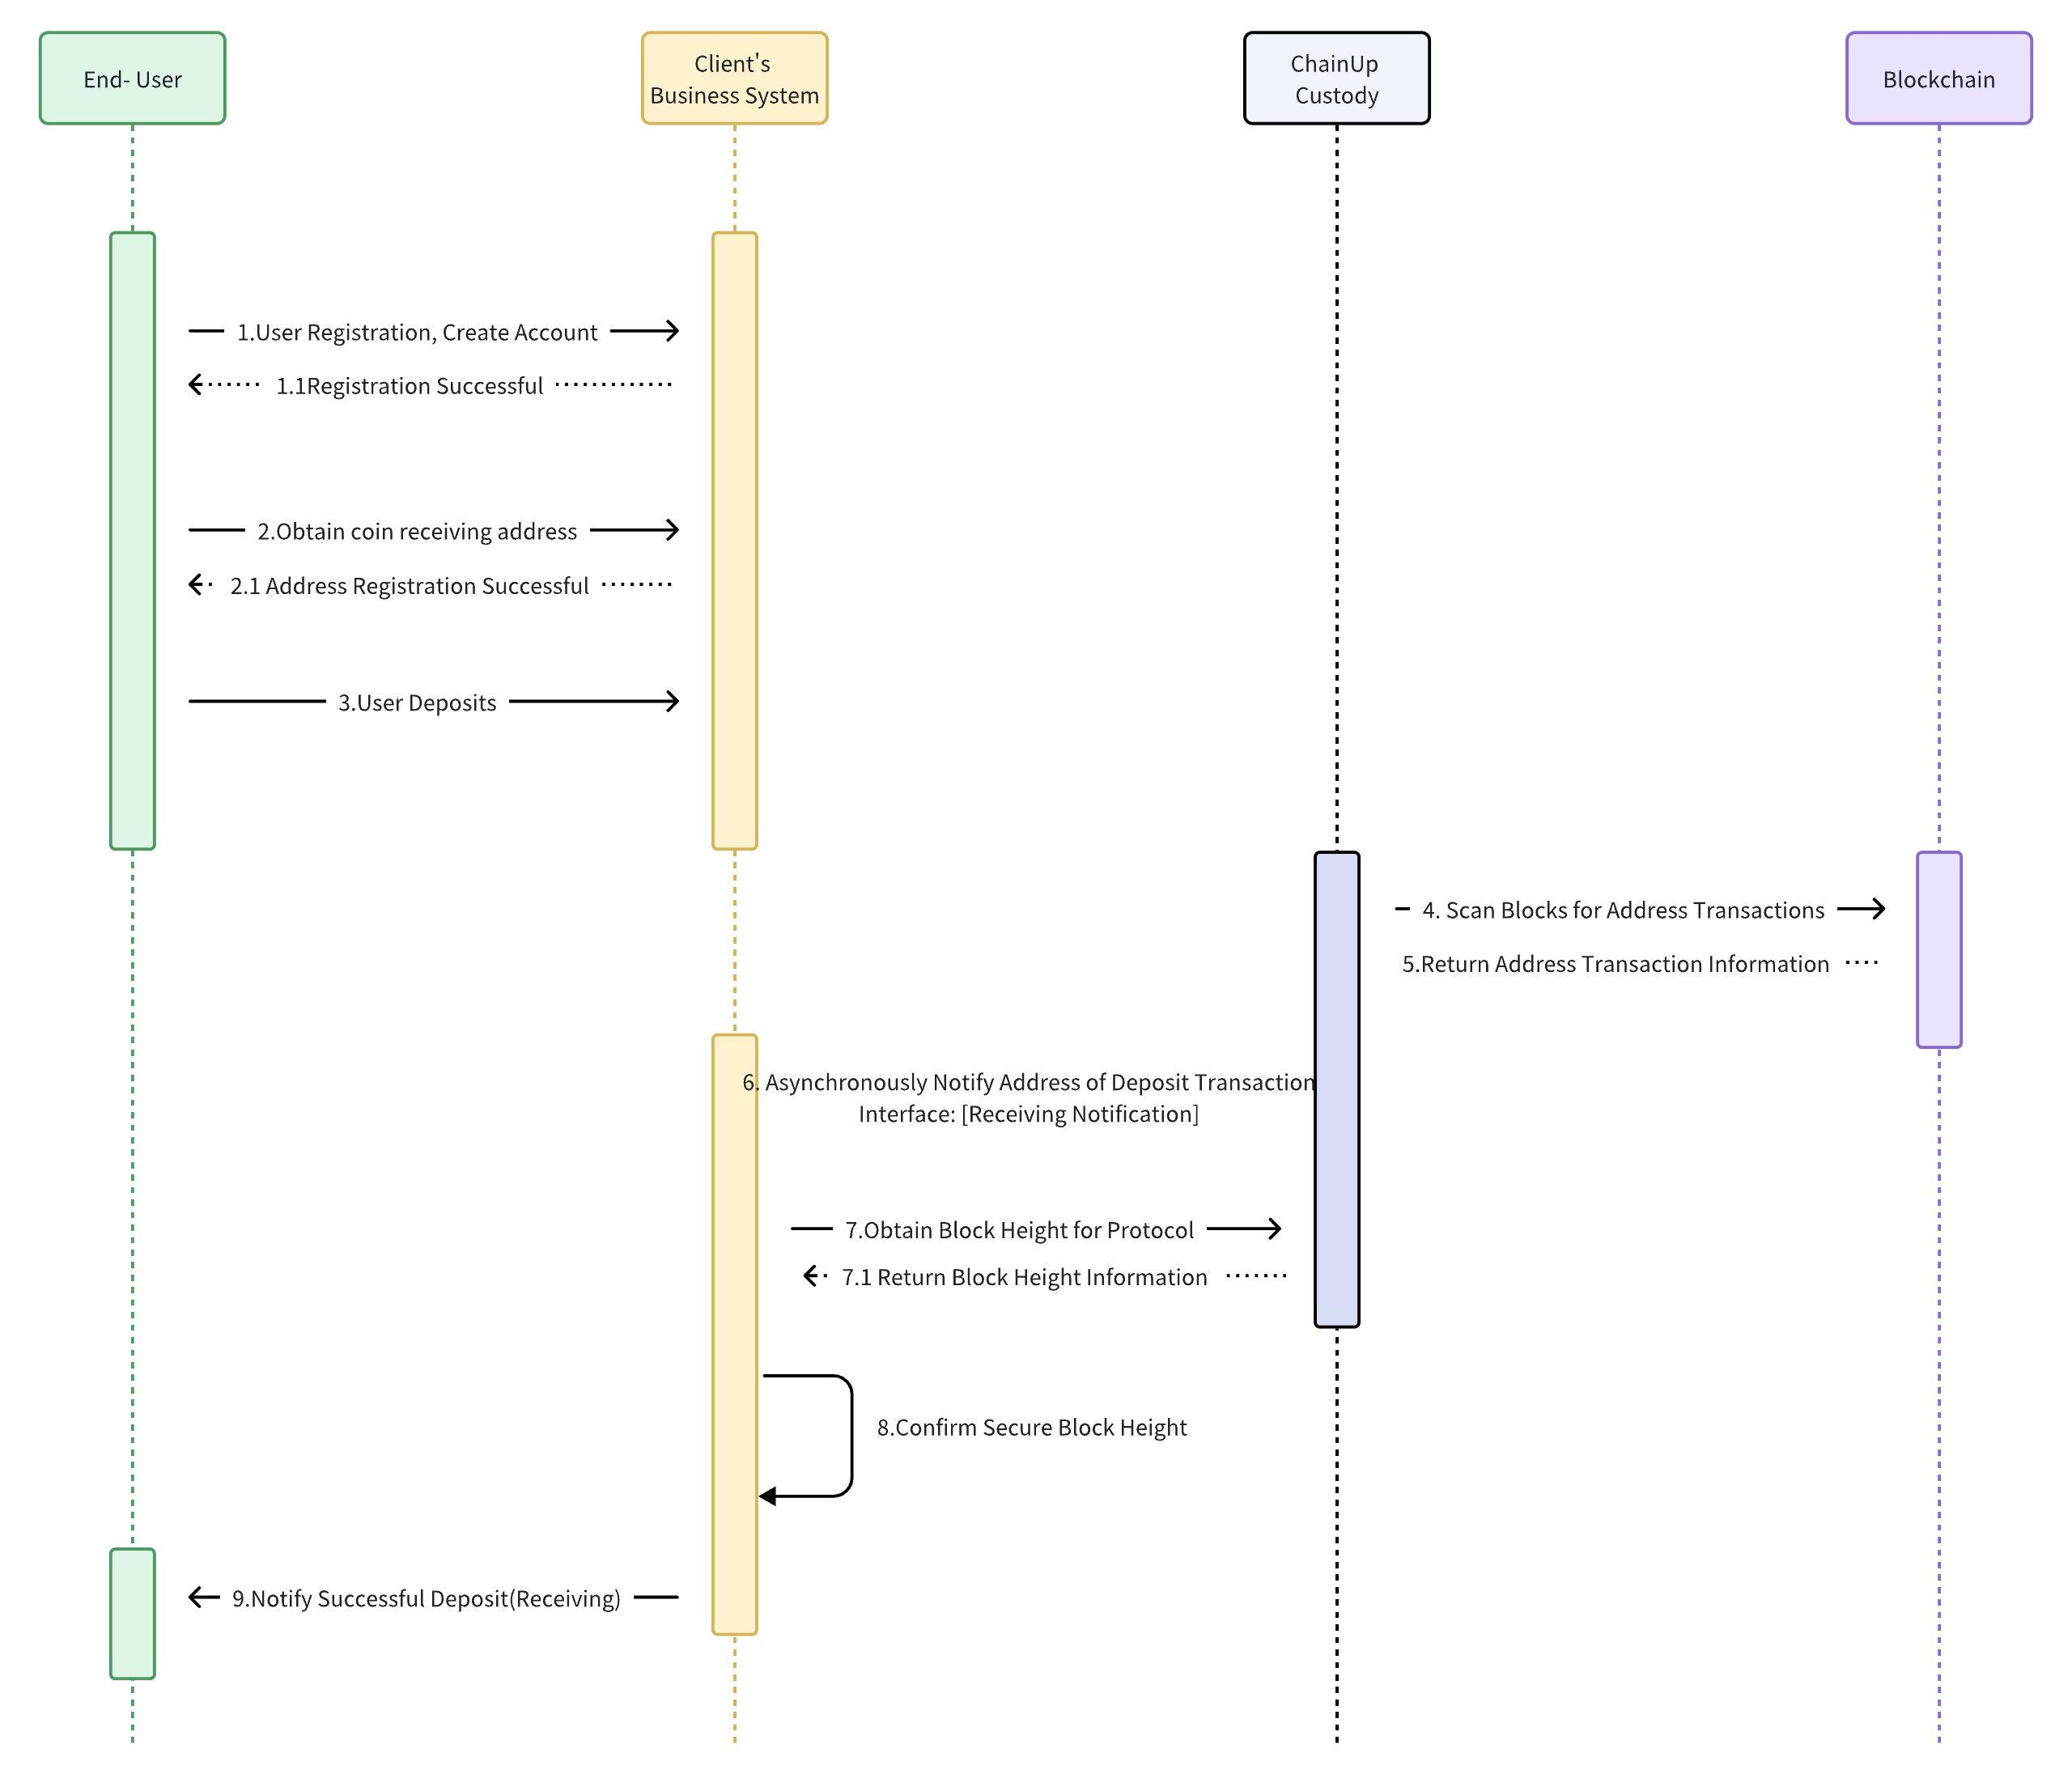 End- User
Client's
Business System
ChainUp
Custody
Blockchain
1.User Registration, Create Account
1.1Registration Successful
2.Obtain coin receiving address
2.1 Address Registration Successful
3.User Deposits
4. Scan Blocks for Address Transactions
5.Return Address Transaction Information
6. Asynchronously Notify Address of Deposit Transaction
Interface: [Receiving Notification]
7.Obtain Block Height for Protocol
7.1 Return Block Height Information
8.Confirm Secure Block Height
9.Notify Successful Deposit(Receiving)